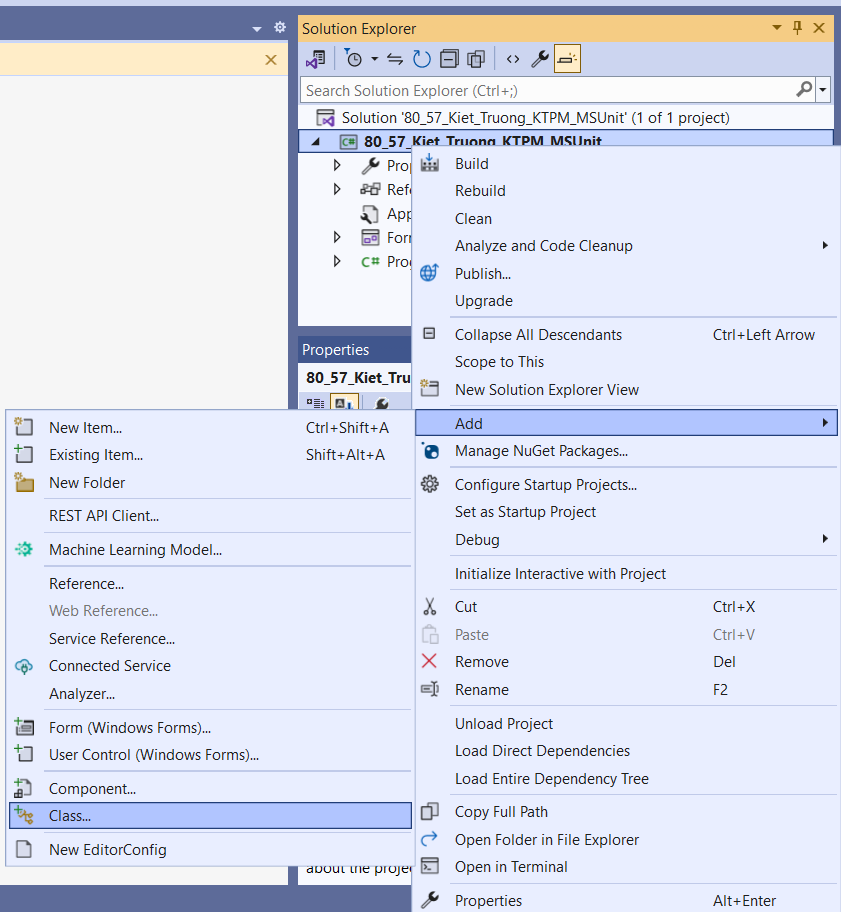 Solution Explorer
Search Solution Explorer (Ctrl+;)
Solution '80_57_Kiet_Truong_KTPM_MSUnit' (1 of 1 project)
C# 80_57_Kiet_Truong_KTPM_MSUnit
Build
Rebuild
Clean
Analyze and Code Cleanup
Publish...
Upgrade
Collapse All Descendants Ctrl+Left Arrow
Scope to This
New Solution Explorer View
Add
Manage NuGet Packages...
Configure Startup Projects...
Set as Startup Project
Debug
Initialize Interactive with Project
Cut Ctrl+X
Paste Ctrl+V
Remove Del
Rename F2
Unload Project
Load Direct Dependencies
Load Entire Dependency Tree
Copy Full Path
Open Folder in File Explorer
Open in Terminal
Properties Alt+Enter
C#
Properties
80_57_Kiet_Tru
New Item... Ctrl+Shift+A
Existing Item... Shift+Alt+A
New Folder
REST API Client...
Machine Learning Model...
Reference...
Web Reference...
Service Reference...
Connected Service
Analyzer...
Form (Windows Forms)...
User Control (Windows Forms)...
Component...
Class...
New EditorConfig
about the projec